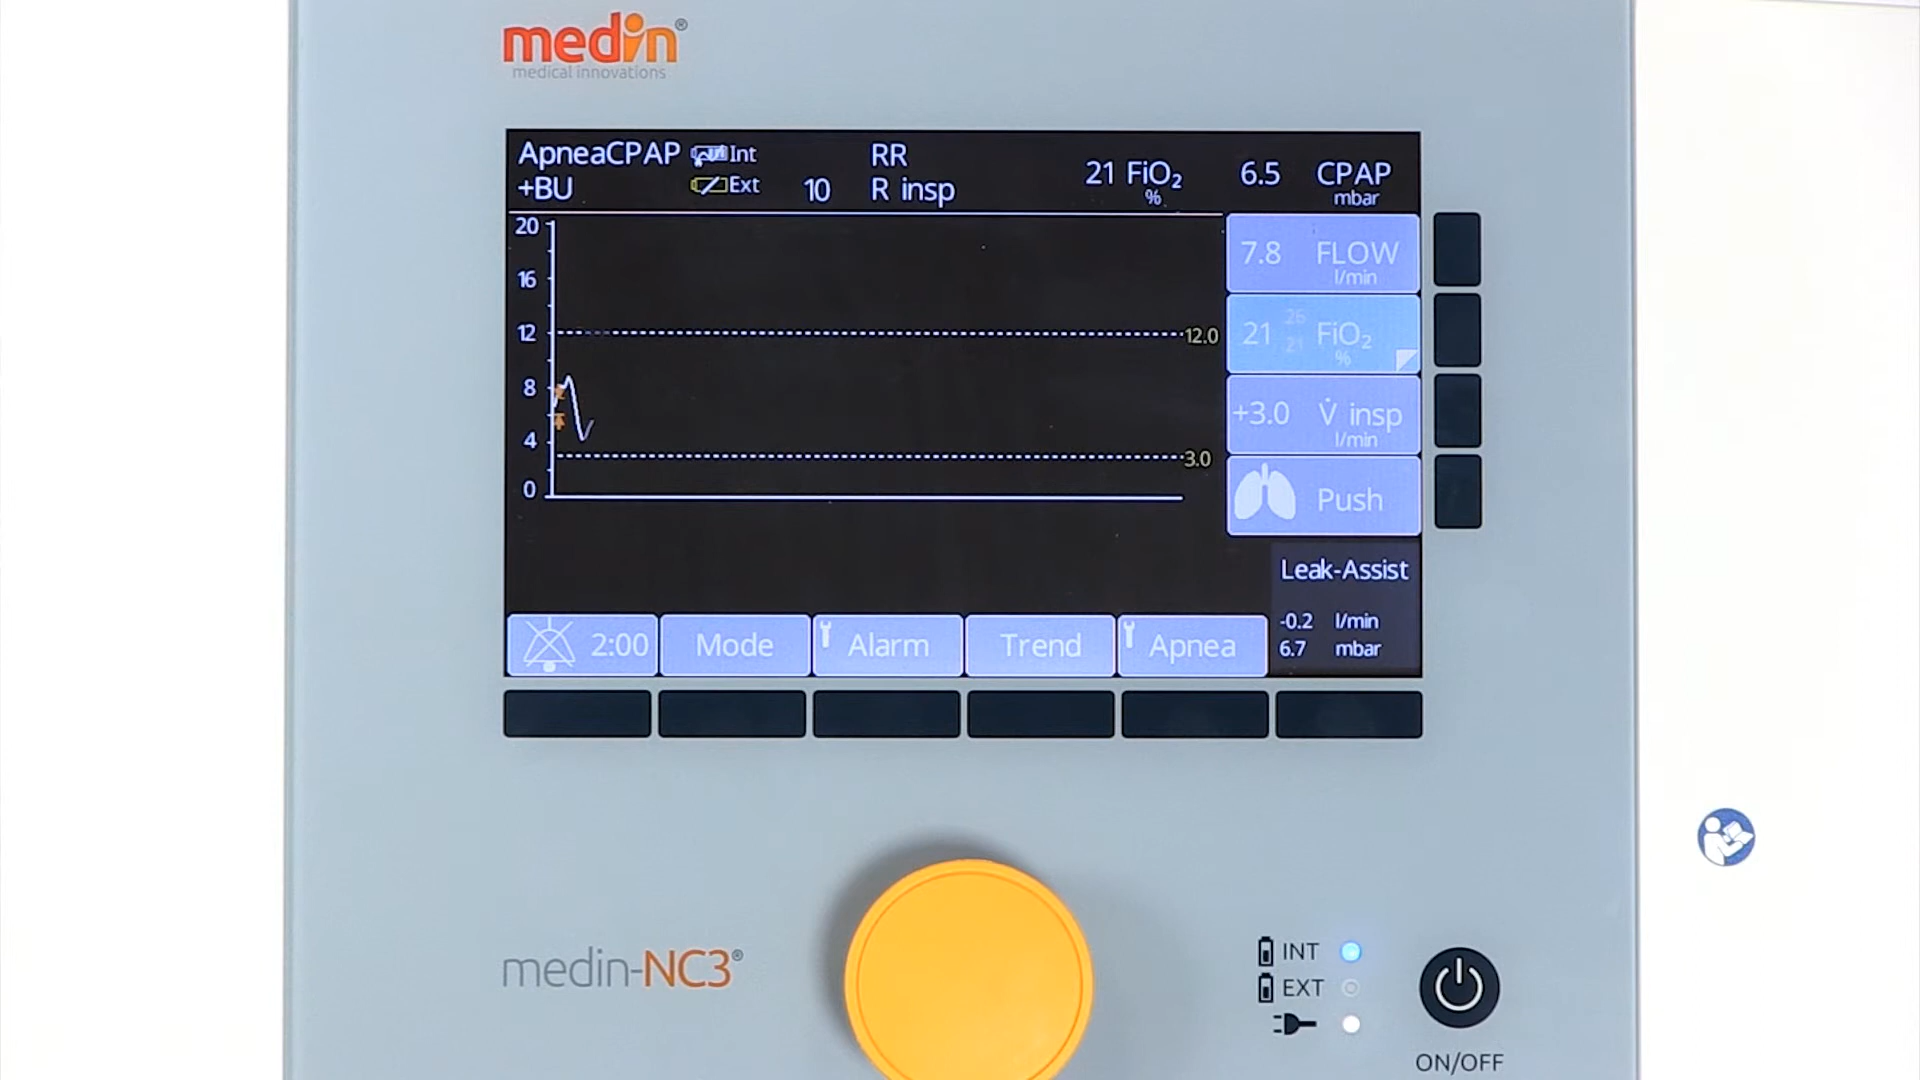 medin®
medical innovations
ApneaCPAP Int RR 21 FiO₂ 6.5 CPAP
+BU Ext 10 R insp % mbar
20
16
12 12.0
8
4
3.0
0
7.8 FLOW
l/min
21 26 21 FiO₂
%
+3.0 V̇ insp
l/min
Push
Leak-Assist
-0.2 l/min
6.7 mbar
2:00 Mode Alarm Trend Apnea
medin-NC3®
INT
EXT
ON/OFF